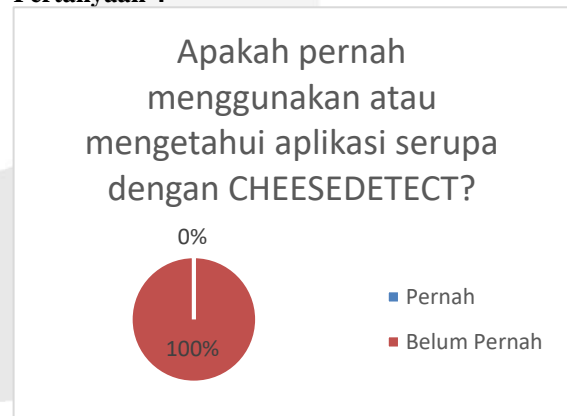 Apakah pernah
menggunakan atau
mengetahui aplikasi serupa
dengan CHEESEDETECT?
0%
100%
Pernah
Belum Pernah